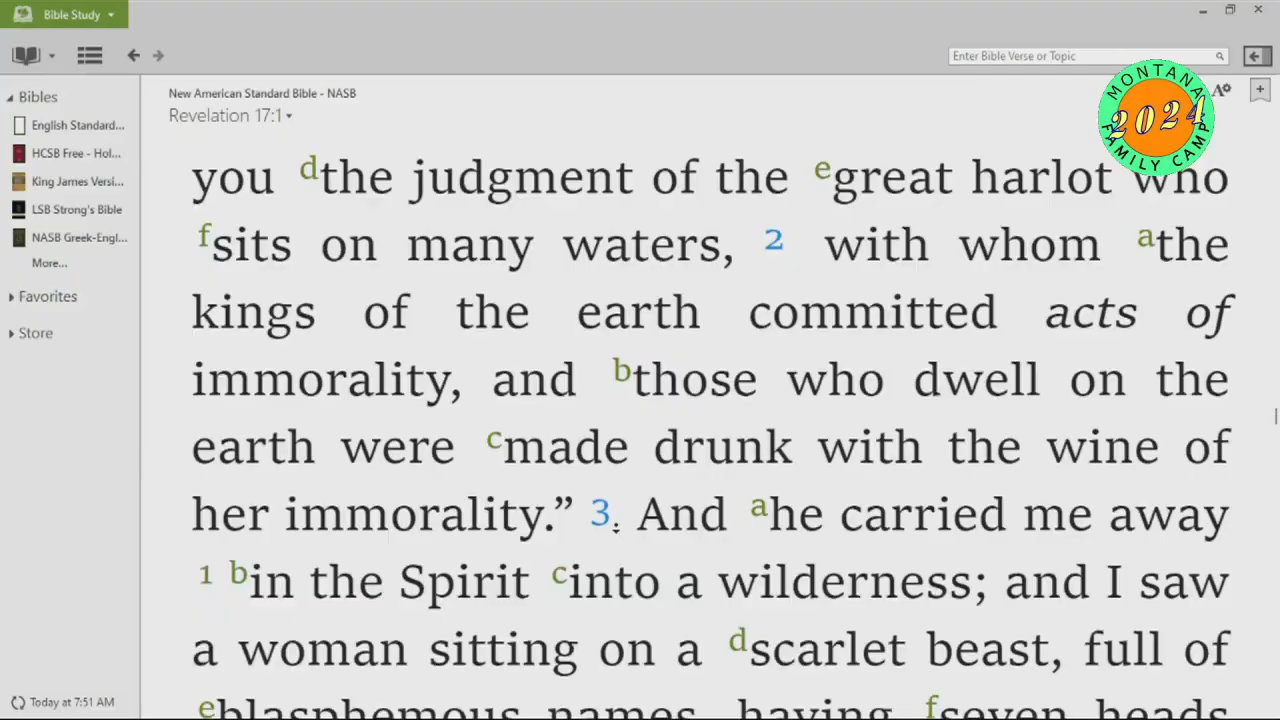 Bible Study
Enter Bible Verse or Topic
MONTANA
2024
FAMILY CAMP
Bibles
English Standard...
HCSB Free - Hol...
King James Versi...
LSB Strong's Bible
NASB Greek-Engl...
More...
Favorites
Store
Today at 7:51 AM
New American Standard Bible - NASB
Revelation 17:1
you dthe judgment of the egreat harlot who
fsits on many waters, 2 with whom athe
kings of the earth committed acts of
immorality, and bthose who dwell on the
earth were cmade drunk with the wine of
her immorality.” 3 And ahe carried me away
1 bin the Spirit cinto a wilderness; and I saw
a woman sitting on a dscarlet beast, full of
eblasphemous names, having fseven heads